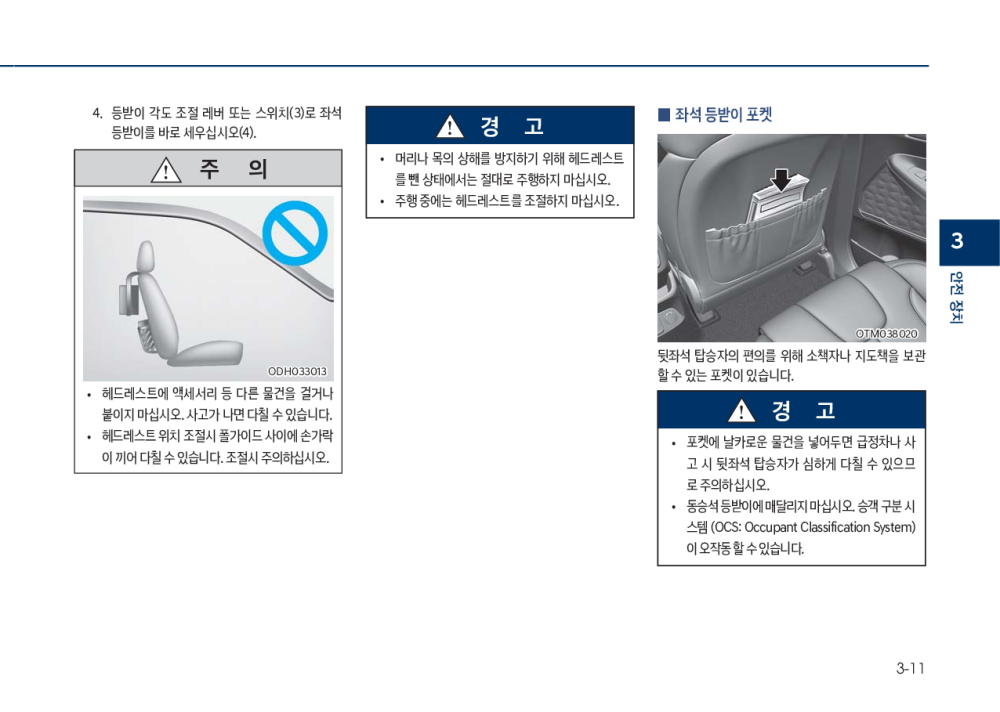 4. 등받이 각도 조절 레버 또는 스위치(3)로 좌석
등받이를 바로 세우십시오(4).
주 의
ODH033013
• 헤드레스트에 액세서리 등 다른 물건을 걸거나
붙이지 마십시오. 사고가 나면 다칠 수 있습니다.
• 헤드레스트 위치 조절시 폴가이드 사이에 손가락
이 끼어 다칠 수 있습니다. 조절시 주의하십시오.
경 고
• 머리나 목의 상해를 방지하기 위해 헤드레스트
를 뺀 상태에서는 절대로 주행하지 마십시오.
• 주행 중에는 헤드레스트를 조절하지 마십시오.
■ 좌석 등받이 포켓
OTM038020
뒷좌석 탑승자의 편의를 위해 소책자나 지도책을 보관
할 수 있는 포켓이 있습니다.
경 고
• 포켓에 날카로운 물건을 넣어두면 급정차나 사
고 시 뒷좌석 탑승자가 심하게 다칠 수 있으므
로 주의하십시오.
• 동승석 등받이에 매달리지 마십시오. 승객 구분 시
스템 (OCS: Occupant Classification System)
이 오작동 할 수 있습니다.
3
안전 장치
3-11